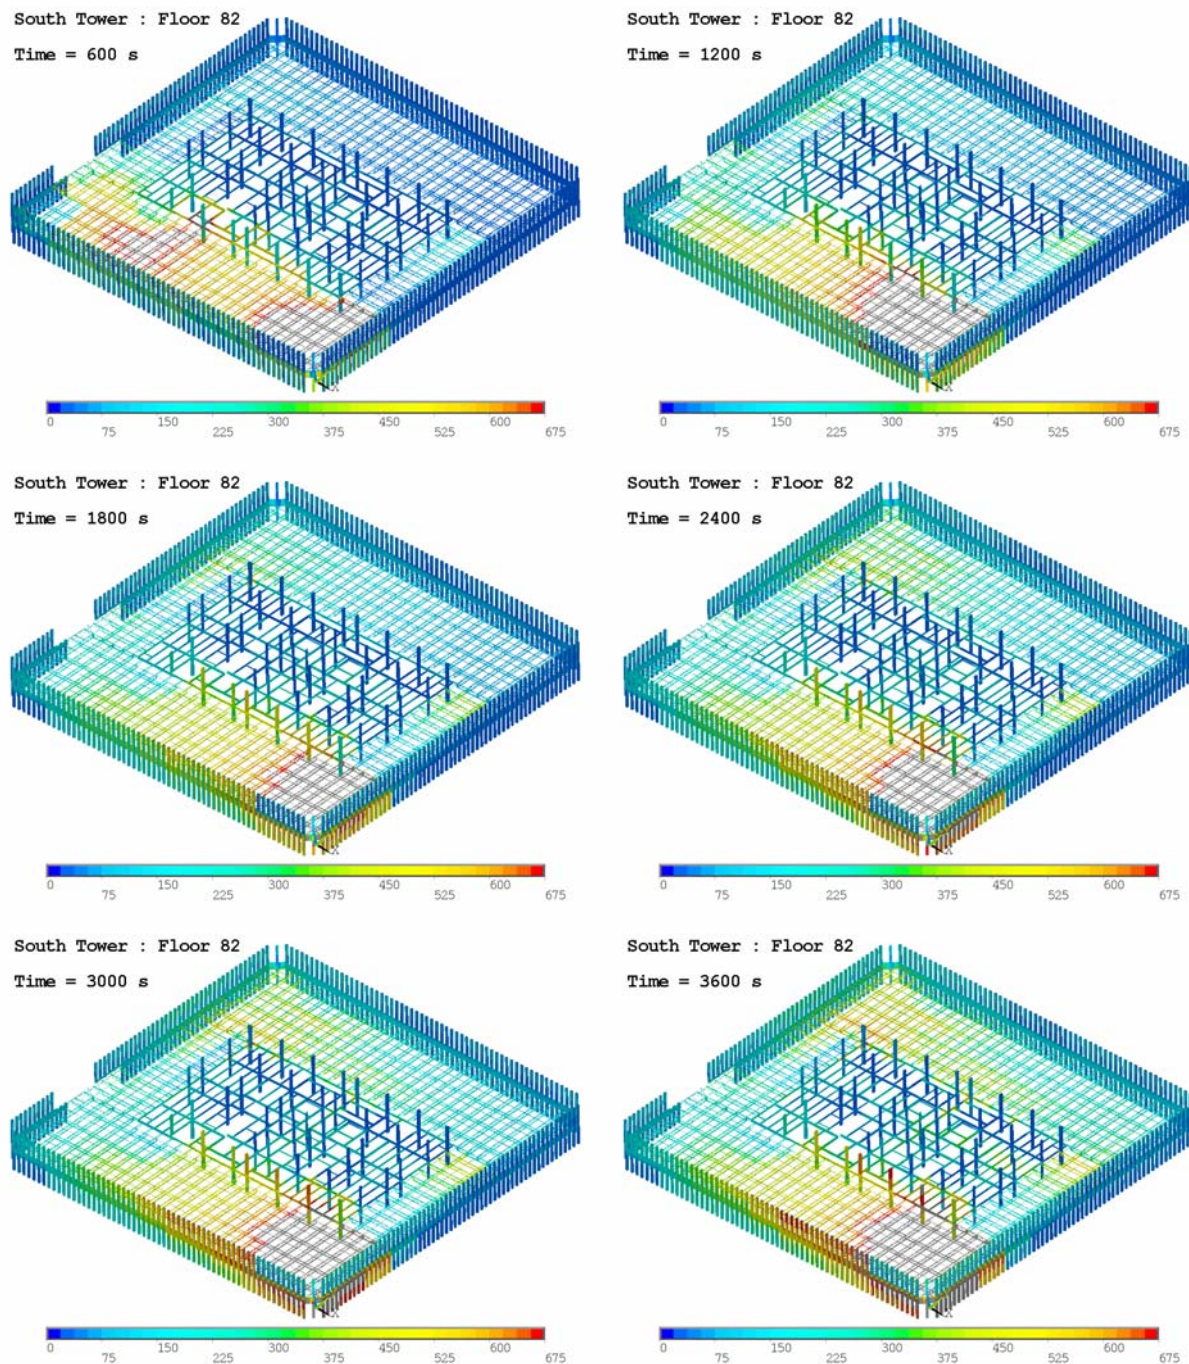 South Tower : Floor 82
Time = 600 s
X
0 75 150 225 300 375 450 525 600 675
South Tower : Floor 82
Time = 1200 s
X
0 75 150 225 300 375 450 525 600 675
South Tower : Floor 82
Time = 1800 s
X
0 75 150 225 300 375 450 525 600 675
South Tower : Floor 82
Time = 2400 s
X
0 75 150 225 300 375 450 525 600 675
South Tower : Floor 82
Time = 3000 s
X
0 75 150 225 300 375 450 525 600 675
South Tower : Floor 82
Time = 3600 s
X
0 75 150 225 300 375 450 525 600 675